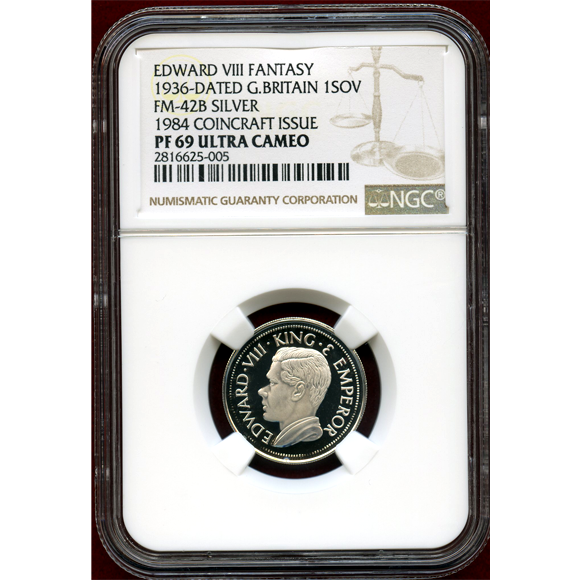 EDWARD VIII FANTASY
1936-DATED G.BRITAIN 1SOV
FM-42B SILVER
1984 COINCRAFT ISSUE
PF 69 ULTRA CAMEO
2816625-005
NUMISMATIC GUARANTY CORPORATION
NGC®
EDWARD·VIII·KING·&·EMPEROR